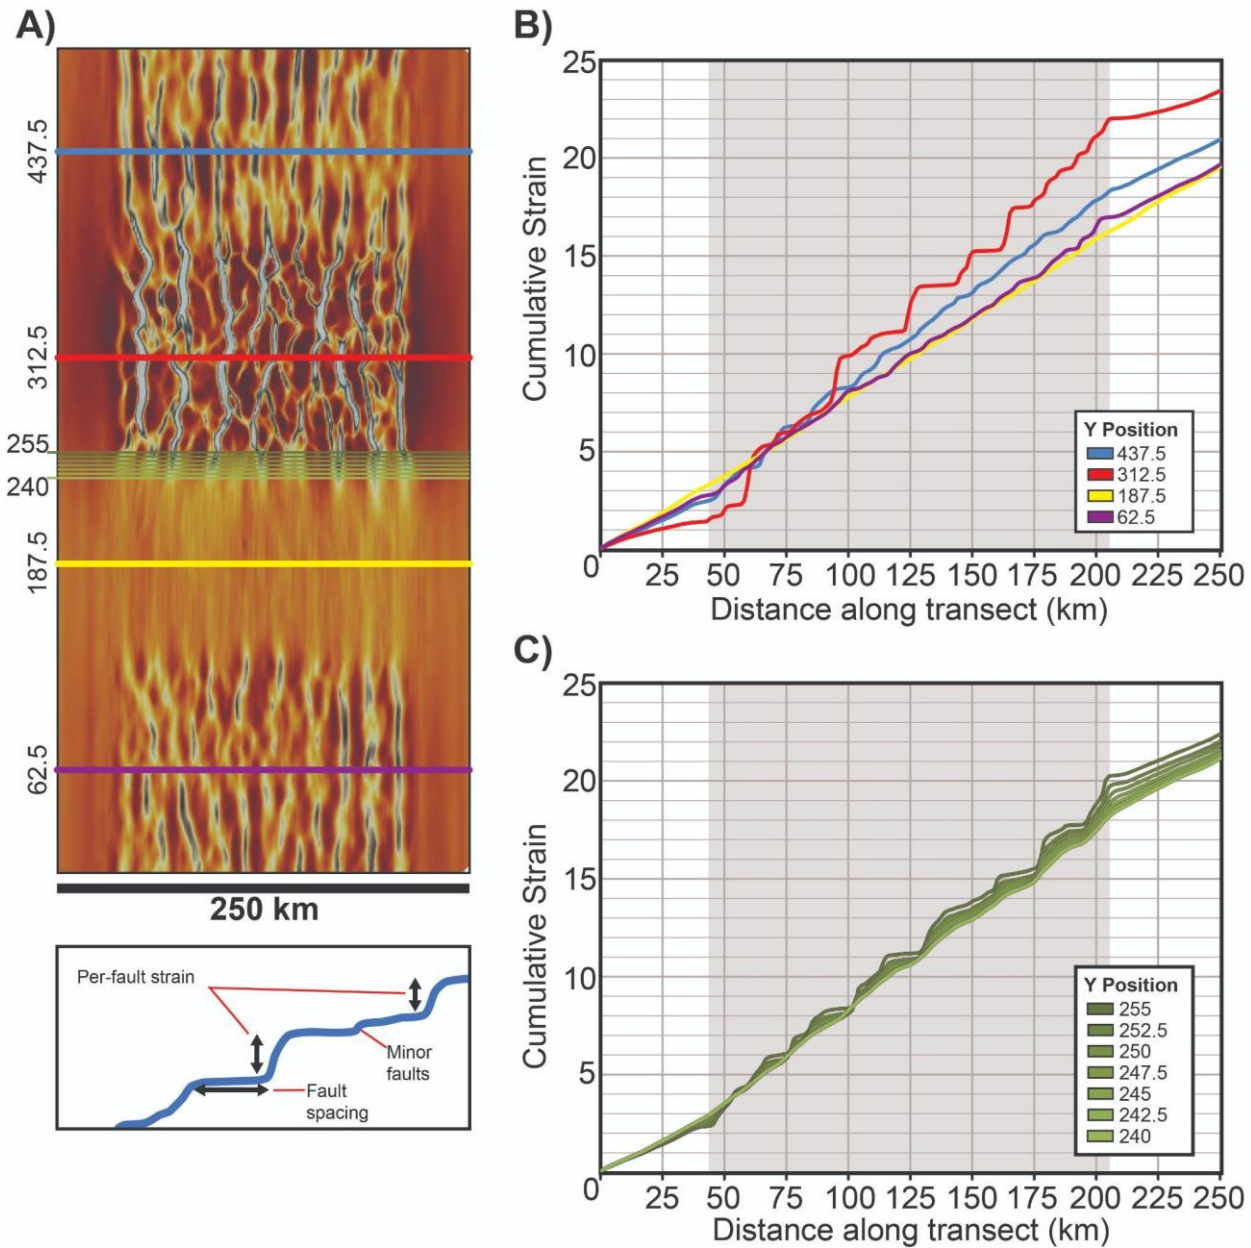 A)
437.5
312.5
255
240
187.5
62.5
250 km
Per-fault strain
Minor
faults
Fault
spacing
B)
25
20
15
10
5
0
25 50 75 100 125 150 175 200 225 250
Cumulative Strain
Distance along transect (km)
Y Position
437.5
312.5
187.5
62.5
C)
25
20
15
10
5
0
25 50 75 100 125 150 175 200 225 250
Cumulative Strain
Distance along transect (km)
Y Position
255
252.5
250
247.5
245
242.5
240